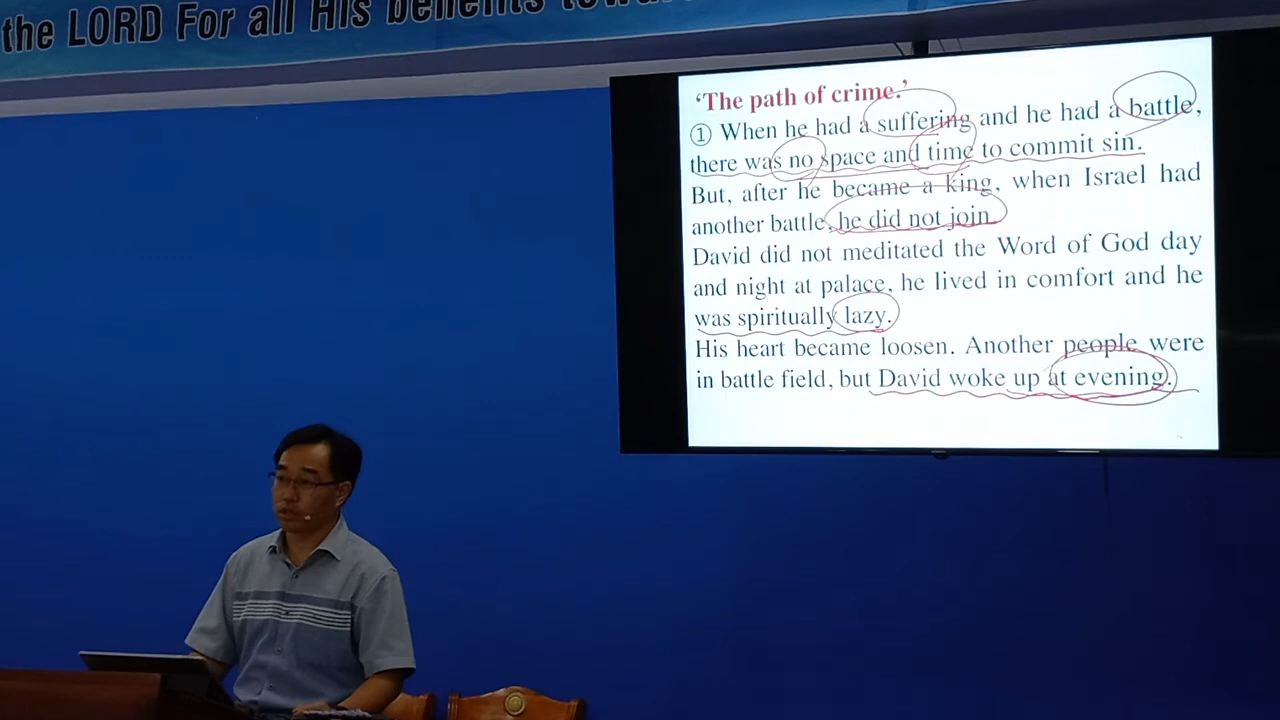 the LORD For all His benefits
'The path of crime.'
① When he had a suffering and he had a battle,
there was no space and time to commit sin.
But, after he became a king, when Israel had
another battle, he did not join.
David did not meditated the Word of God day
and night at palace, he lived in comfort and he
was spiritually lazy.
His heart became loosen. Another people were
in battle field, but David woke up at evening.